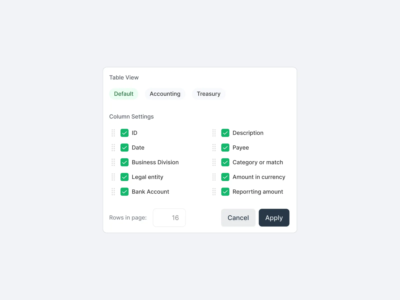 Table View
Default Accounting Treasury
Column Settings
ID Description
Date Payee
Business Division Category or match
Legal entity Amount in currency
Bank Account Reporrting amount
Rows in page: 16 Cancel Apply